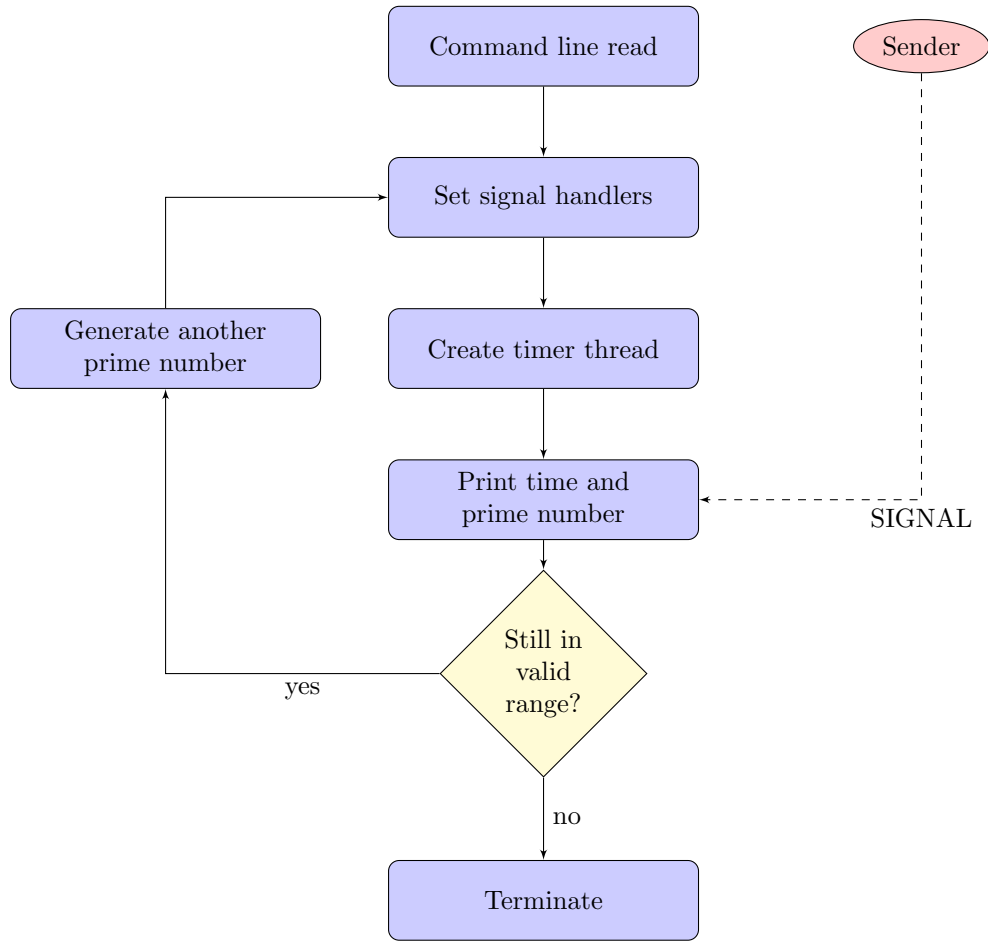 Command line read
Sender
Set signal handlers
Generate another
prime number
Create timer thread
Print time and
prime number
SIGNAL
Still in
valid
range?
yes
no
Terminate